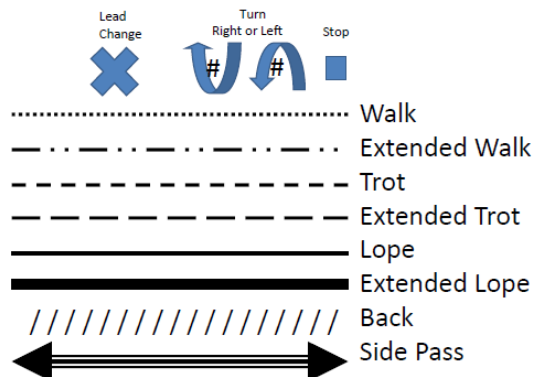 Lead
Change
Turn
Right or Left
Stop
# #
Walk
Extended Walk
Trot
Extended Trot
Lope
Extended Lope
/ / / / / / / / / / / / / / / / / / Back
Side Pass